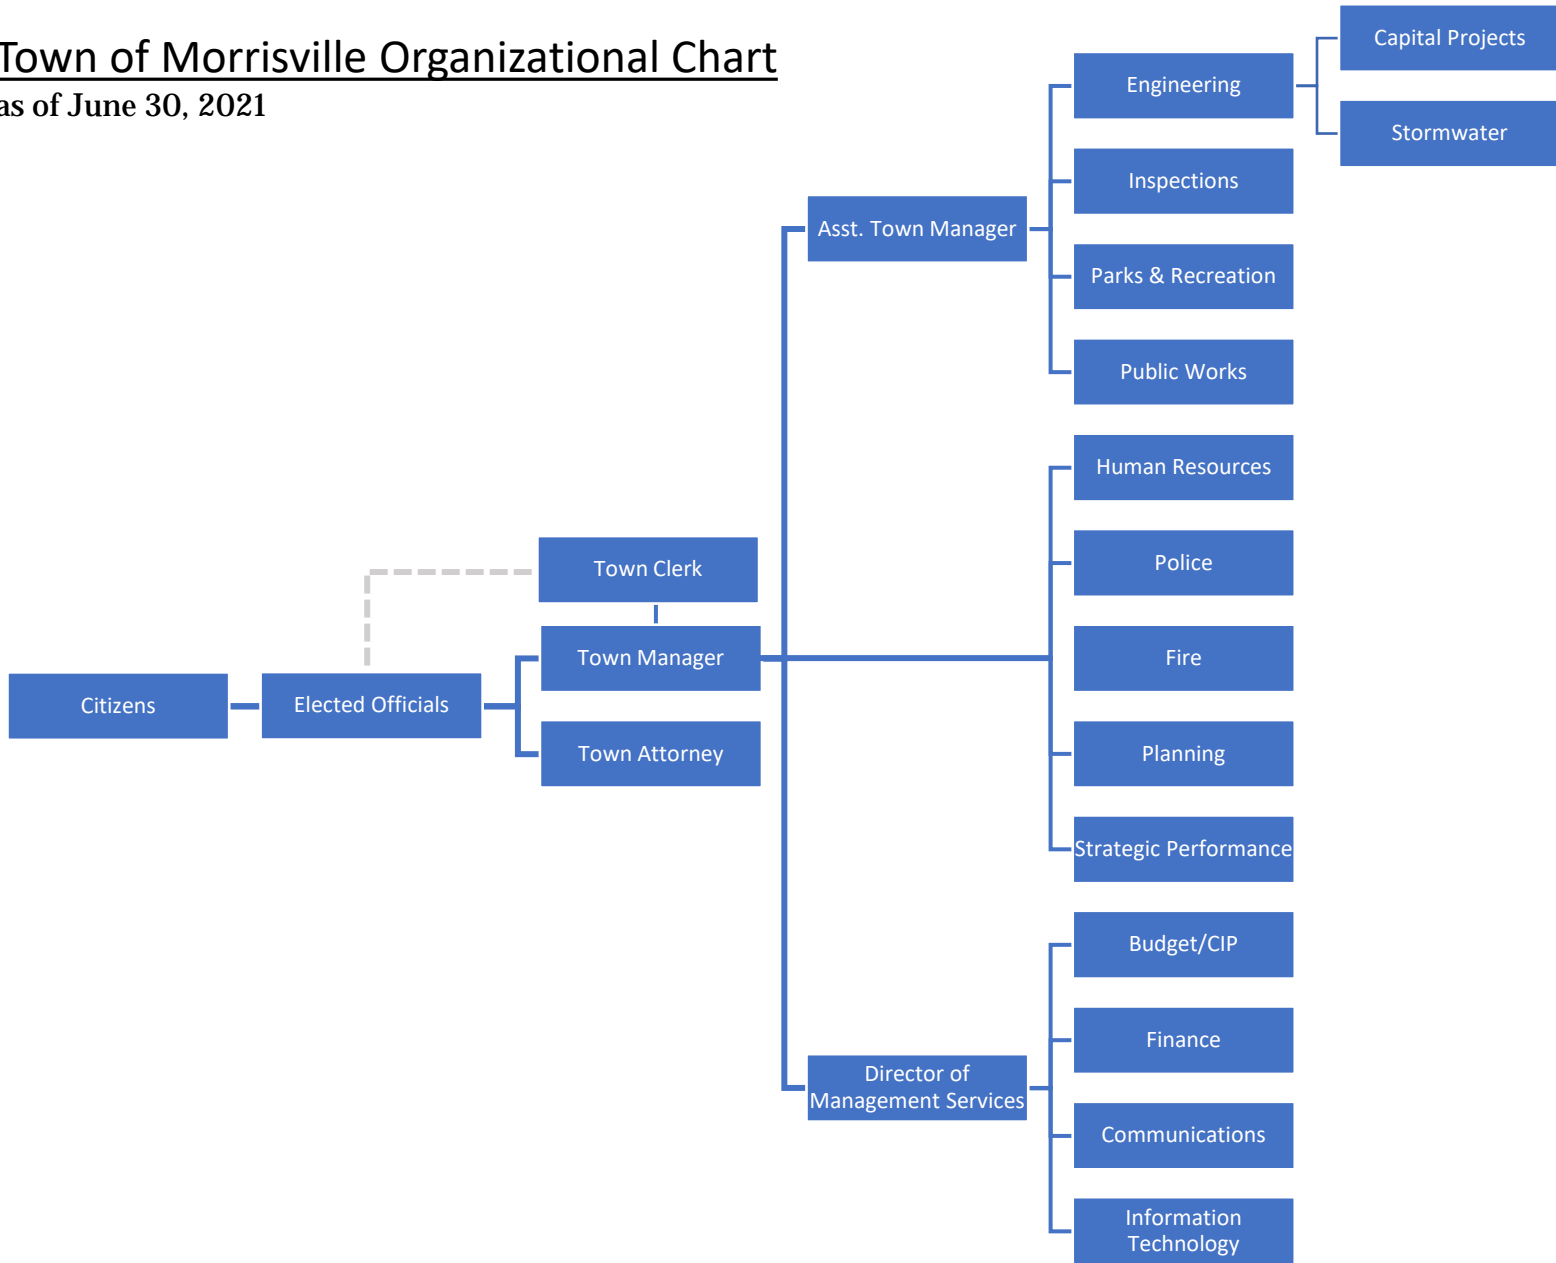 Town of Morrisville Organizational Chart
as of June 30, 2021
Capital Projects
Engineering
Stormwater
Inspections
Asst. Town Manager
Parks & Recreation
Public Works
Human Resources
Town Clerk
Police
Town Manager
Fire
Citizens
Elected Officials
Town Attorney
Planning
Strategic Performance
Budget/CIP
Finance
Director of
Management Services
Communications
Information
Technology